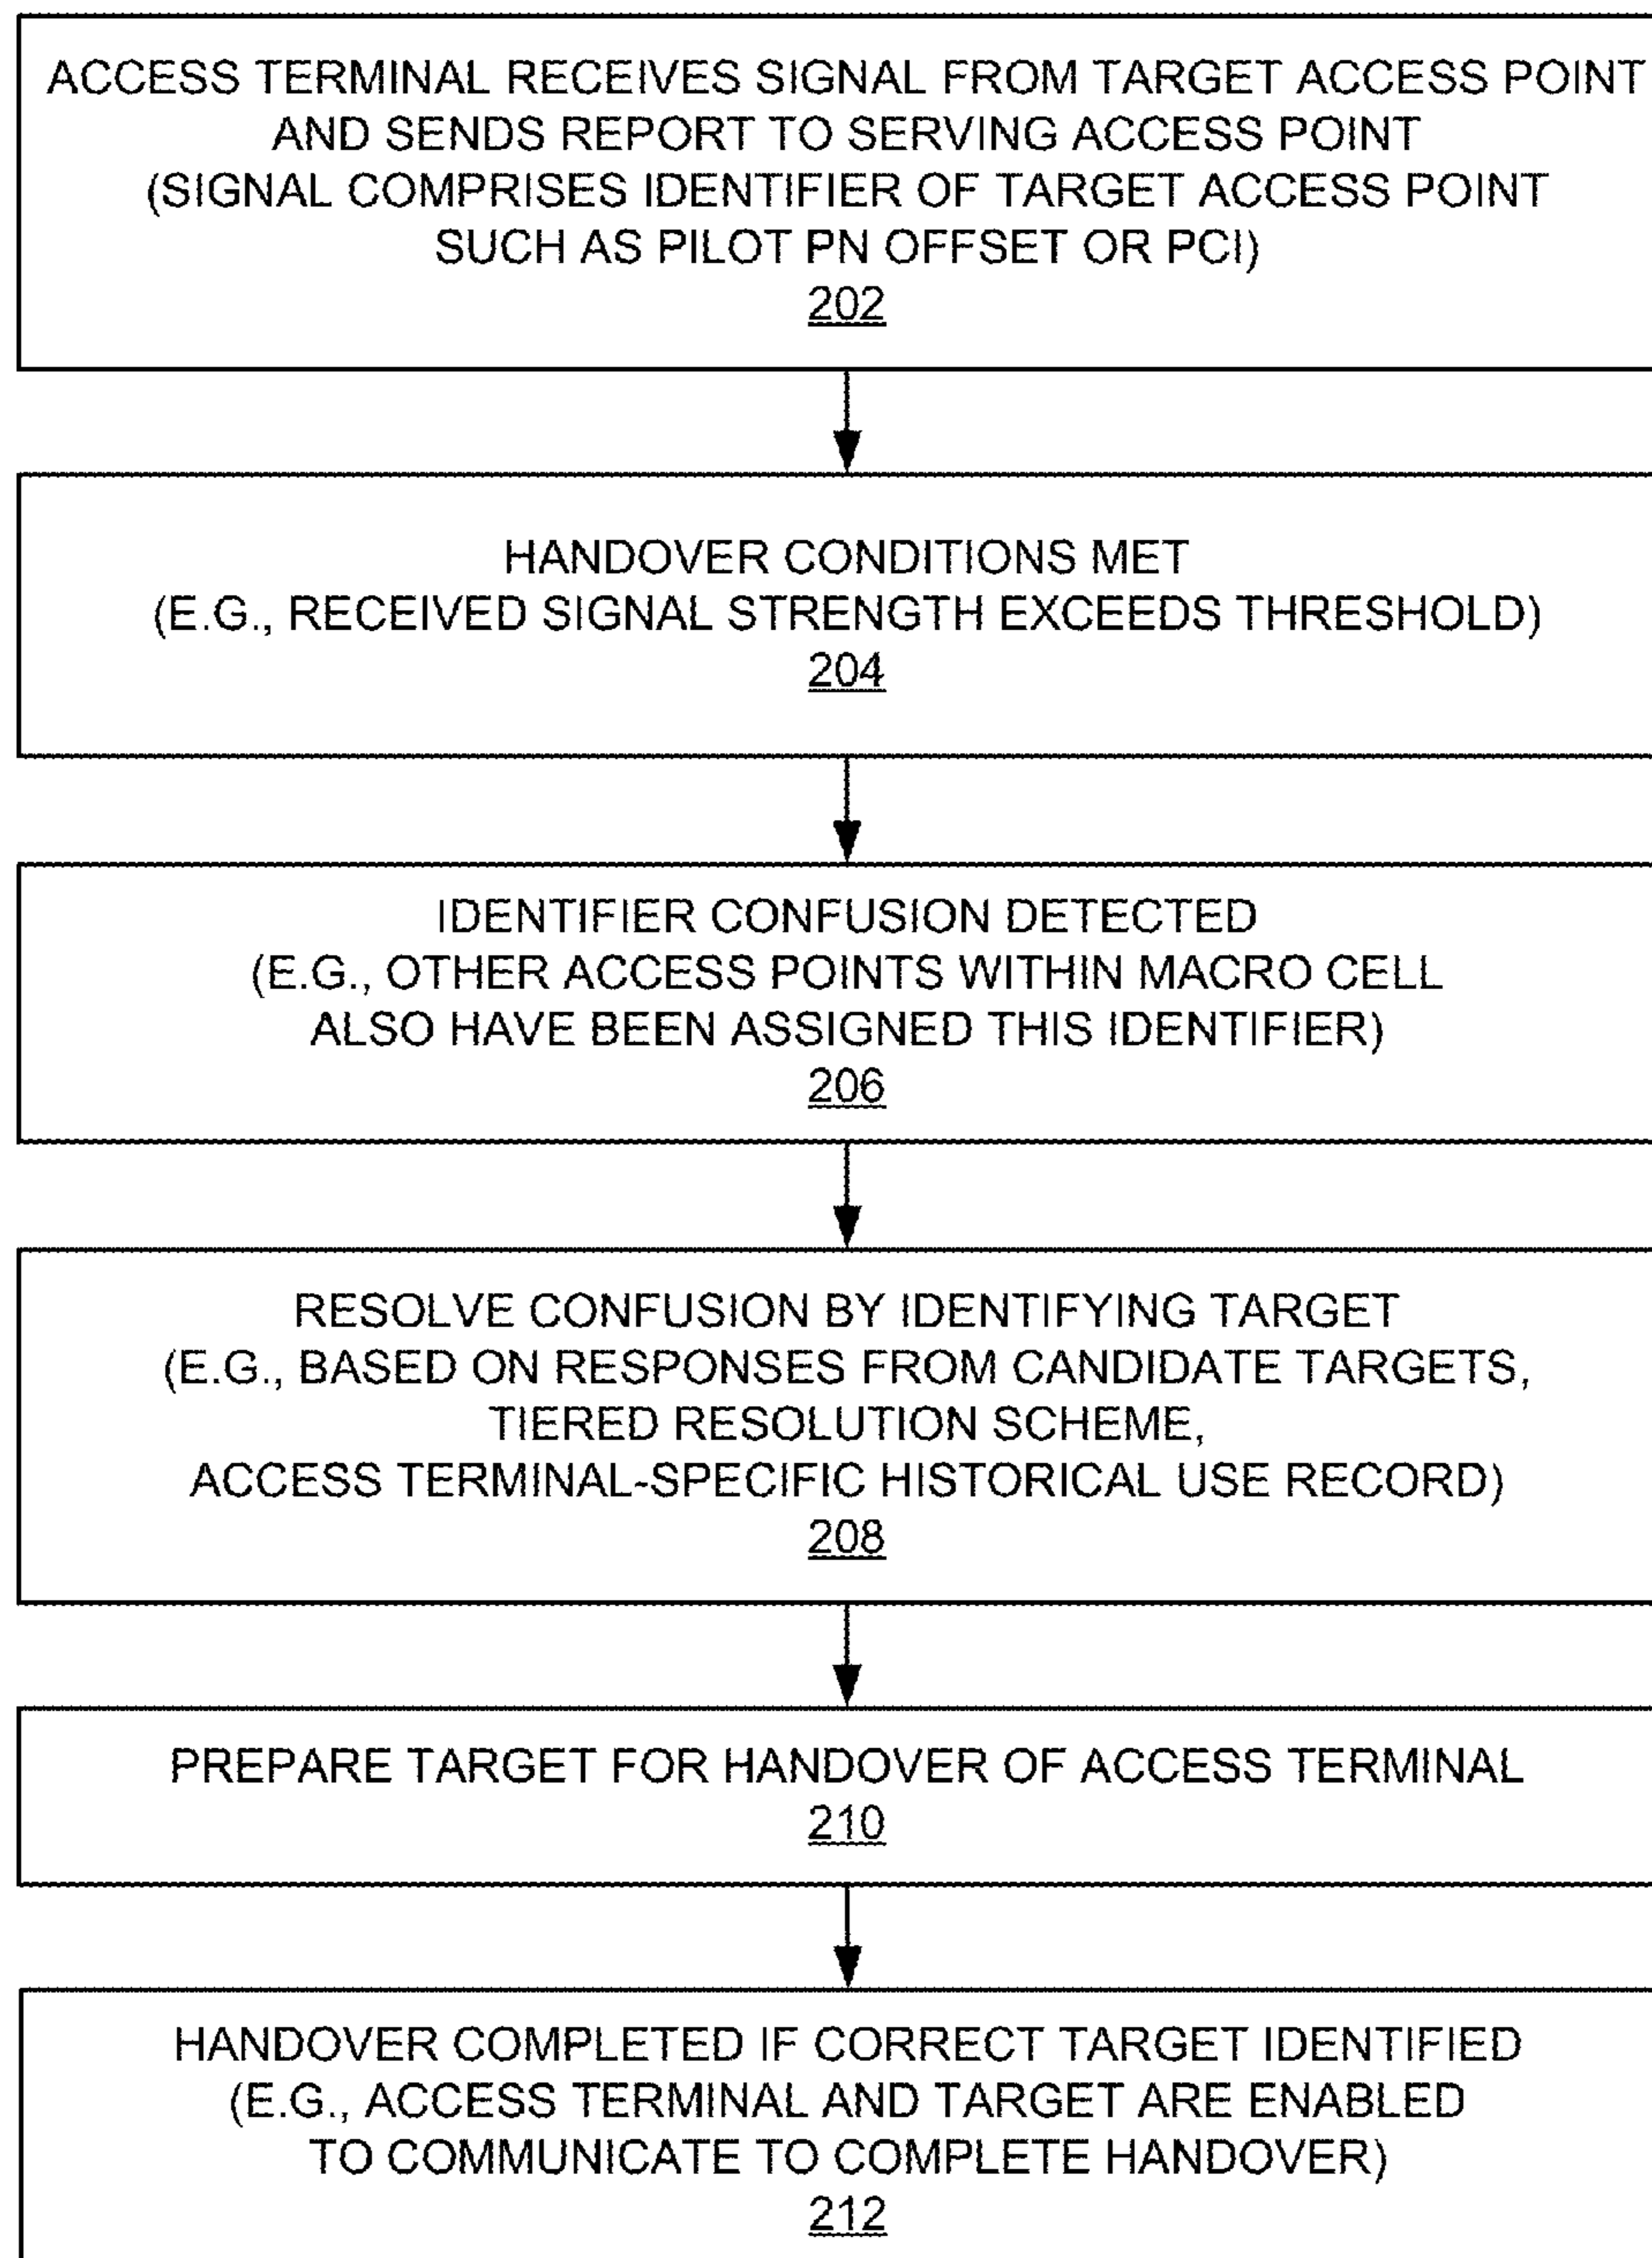 ACCESS TERMINAL RECEIVES SIGNAL FROM TARGET ACCESS POINT
AND SENDS REPORT TO SERVING ACCESS POINT
(SIGNAL COMPRISES IDENTIFIER OF TARGET ACCESS POINT
SUCH AS PILOT PN OFFSET OR PCI)
202
HANDOVER CONDITIONS MET
(E.G., RECEIVED SIGNAL STRENGTH EXCEEDS THRESHOLD)
204
IDENTIFIER CONFUSION DETECTED
(E.G., OTHER ACCESS POINTS WITHIN MACRO CELL
ALSO HAVE BEEN ASSIGNED THIS IDENTIFIER)
206
RESOLVE CONFUSION BY IDENTIFYING TARGET
(E.G., BASED ON RESPONSES FROM CANDIDATE TARGETS,
TIERED RESOLUTION SCHEME,
ACCESS TERMINAL-SPECIFIC HISTORICAL USE RECORD)
208
PREPARE TARGET FOR HANDOVER OF ACCESS TERMINAL
210
HANDOVER COMPLETED IF CORRECT TARGET IDENTIFIED
(E.G., ACCESS TERMINAL AND TARGET ARE ENABLED
TO COMMUNICATE TO COMPLETE HANDOVER)
212